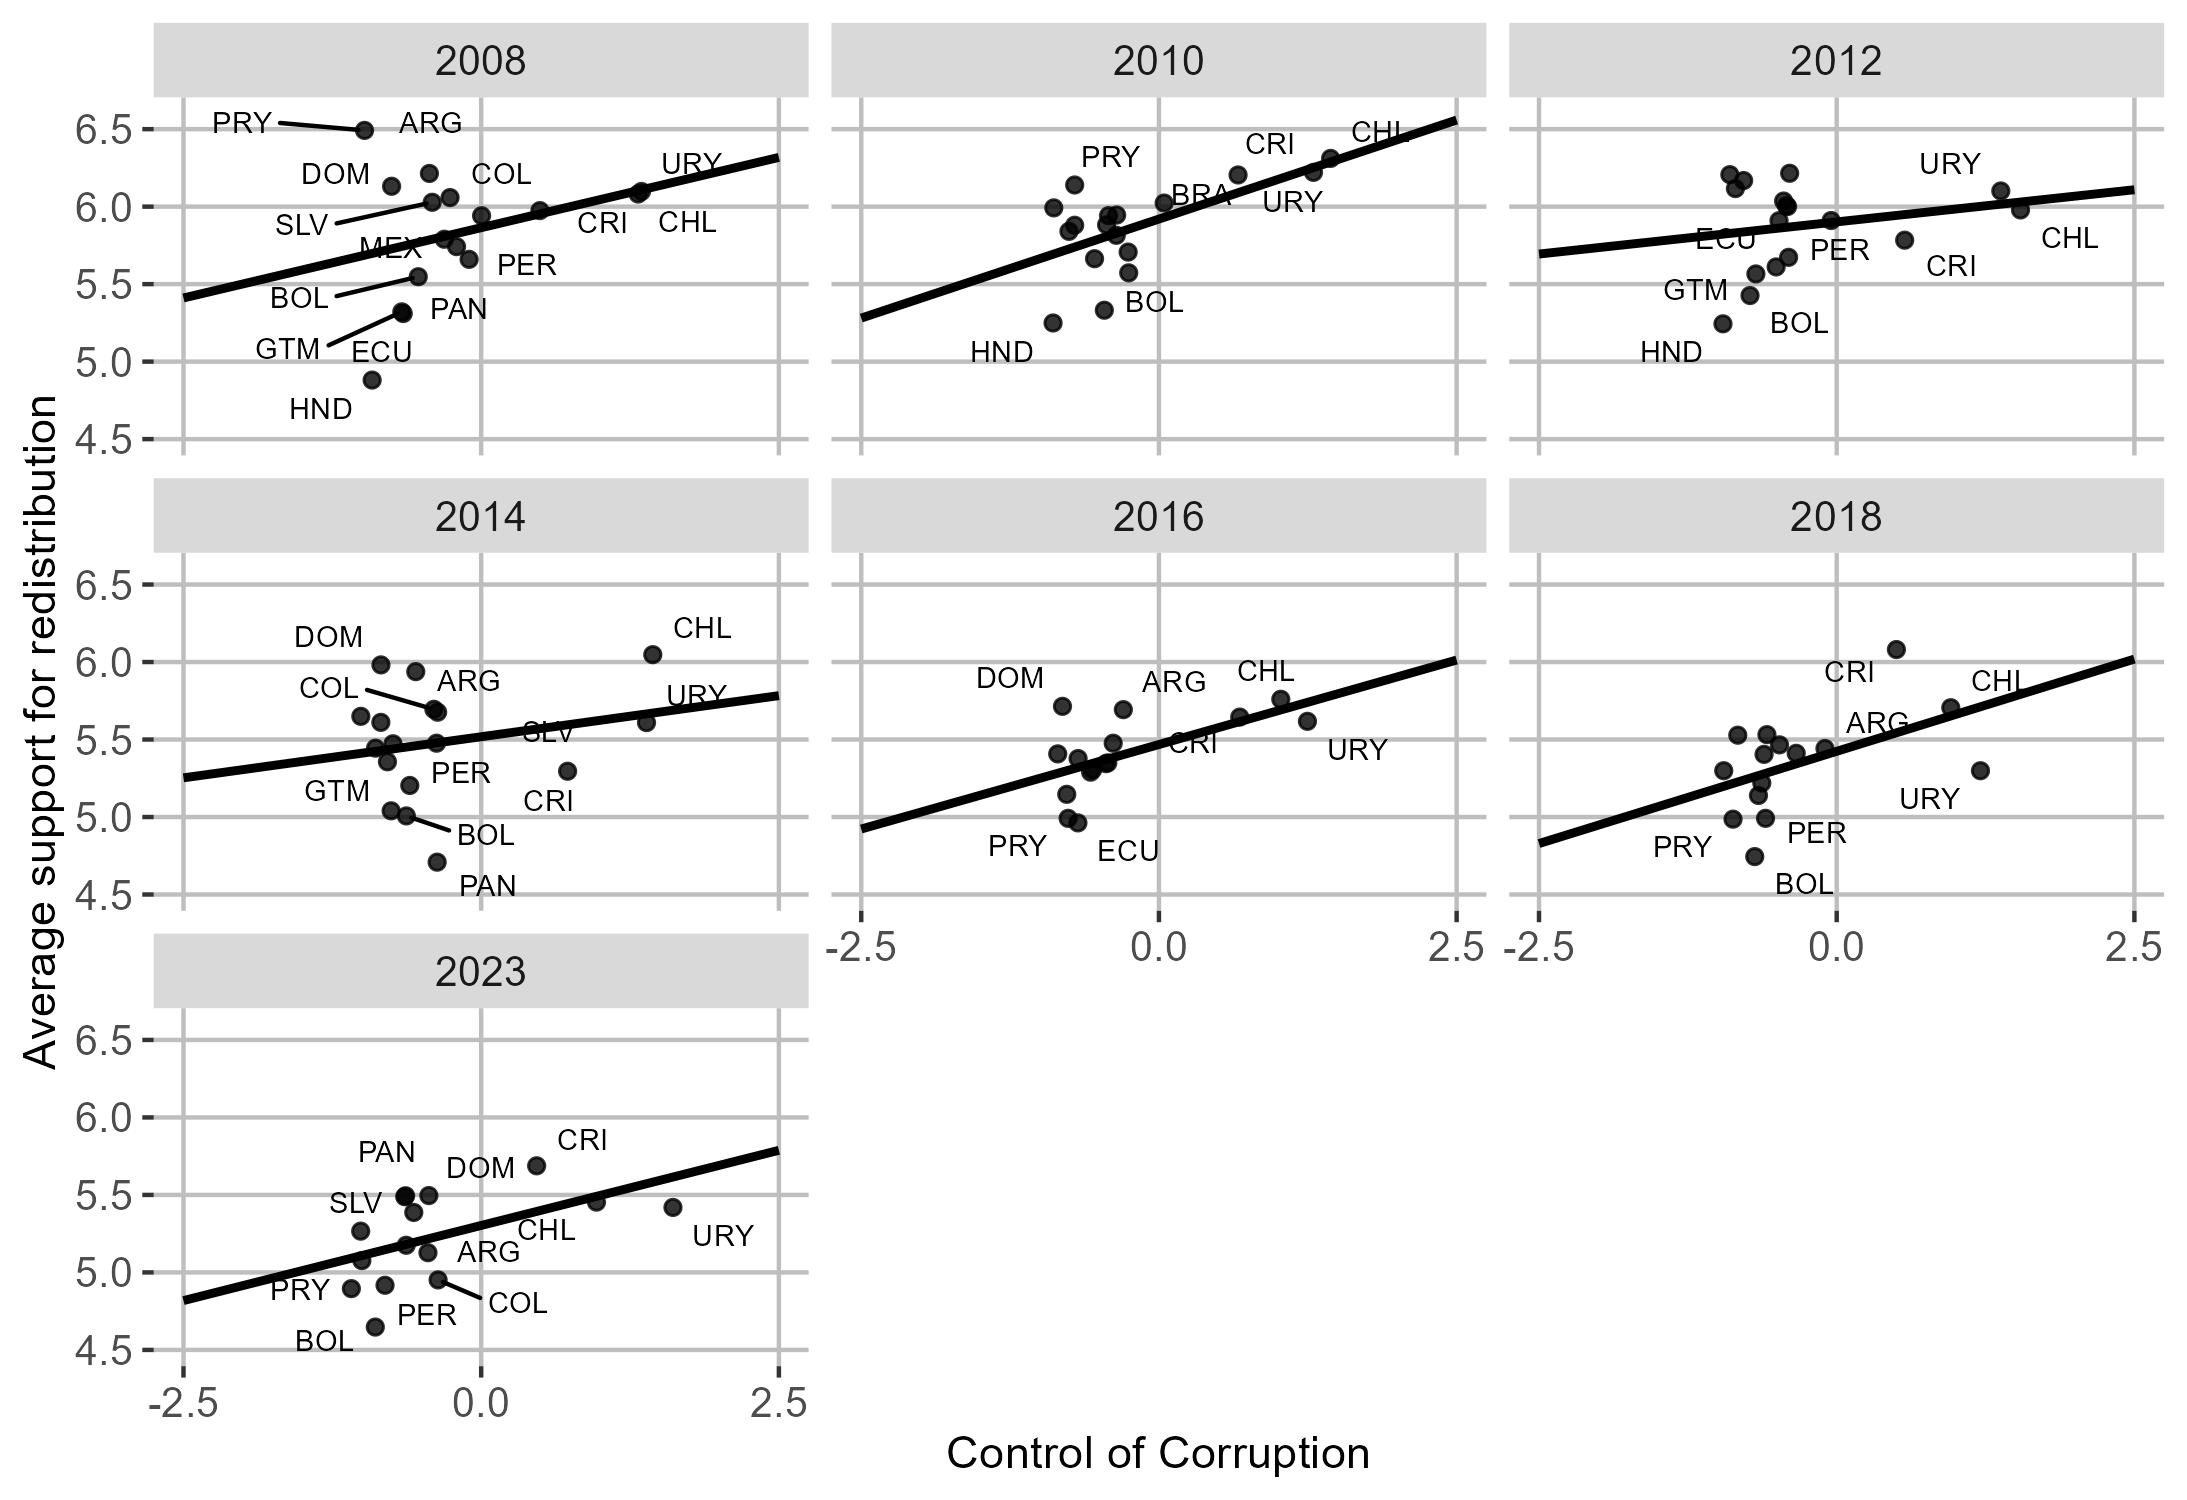 2008
2010
2012
PRY
ARG
DOM
COL
URY
SLV
CRI
CHL
MEX
PER
BOL
PAN
GTM
ECU
HND
6.5
6.0
5.5
5.0
4.5
PRY
CRI
CHL
BRA
URY
BOL
HND
URY
ECU
PER
CHL
CRI
GTM
BOL
HND
2014
2016
2018
DOM
CHL
COL
ARG
URY
SLV
PER
GTM
CRI
BOL
PAN
6.5
6.0
5.5
5.0
4.5
DOM
ARG
CHL
CRI
URY
PRY
ECU
-2.5
0.0
2.5
CRI
CHL
ARG
URY
PRY
PER
BOL
-2.5
0.0
2.5
2023
CRI
PAN
DOM
SLV
CHL
URY
ARG
PRY
COL
PER
BOL
6.5
6.0
5.5
5.0
4.5
-2.5
0.0
2.5
Average support for redistribution
Control of Corruption